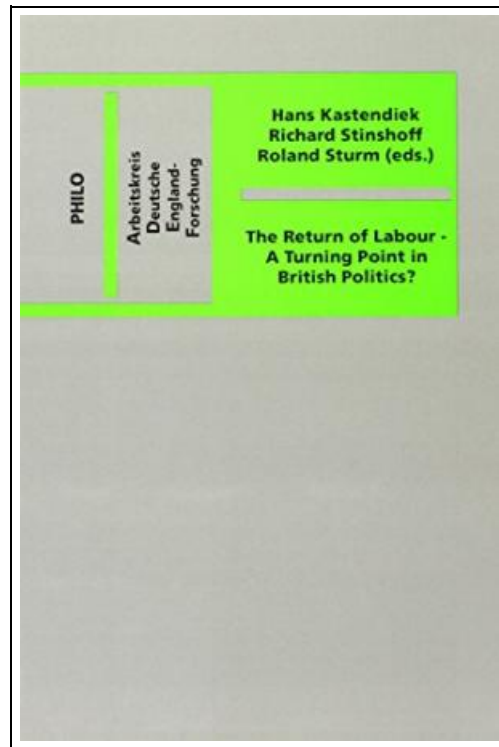 PHILO
Arbeitskreis
Deutsche
England-
Forschung
Hans Kastendiek
Richard Stinshoff
Roland Sturm (eds.)
The Return of Labour -
A Turning Point in
British Politics?